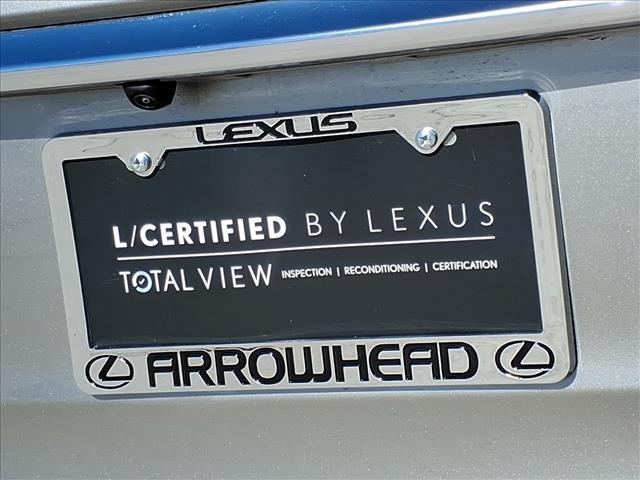 LEXUS
L/CERTIFIED BY LEXUS
TOTALVIEW INSPECTION | RECONDITIONING | CERTIFICATION
ARROWHEAD